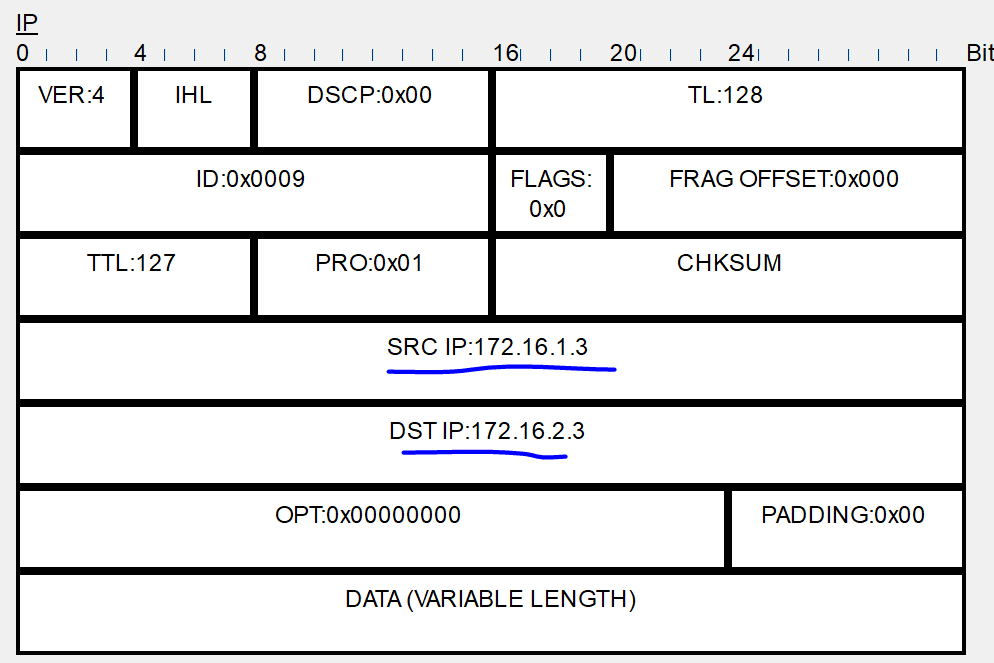 IP
0 4 8 16 20 24 Bit
VER:4 IHL DSCP:0x00 TL:128
ID:0x0009 FLAGS: FRAG OFFSET:0x000
0x0
TTL:127 PRO:0x01 CHKSUM
SRC IP:172.16.1.3
DST IP:172.16.2.3
OPT:0x00000000 PADDING:0x00
DATA (VARIABLE LENGTH)